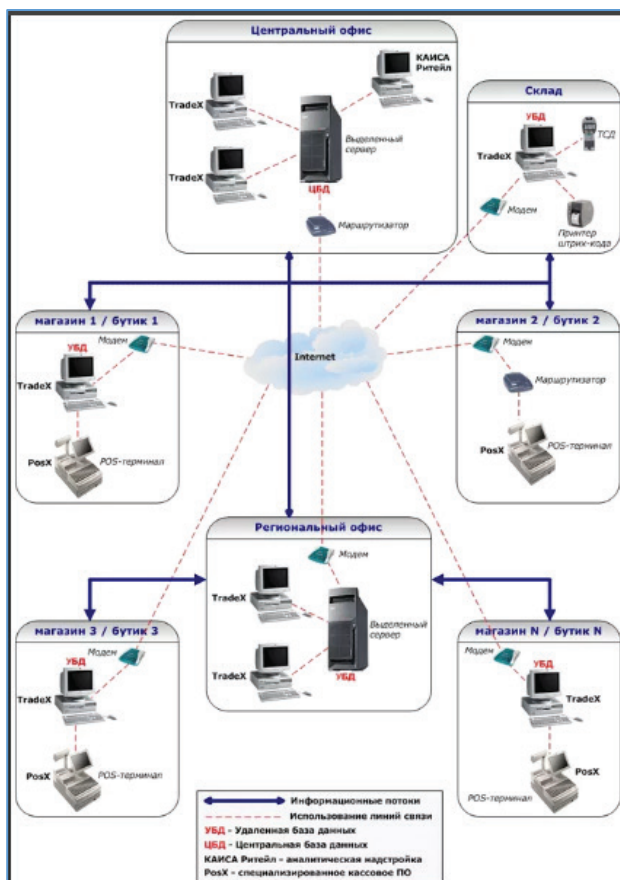 Центральный офис
КАИСА
Ритейл
TradeX
Выделенный
сервер
TradeX
ЦБД
Маршрутизатор
Склад
УБД
ТСД
TradeX
Модем
Принтер
штрих-кода
магазин 1 / бутик 1
УБД
Модем
TradeX
PosX
POS-терминал
Internet
магазин 2 / бутик 2
Модем
Маршрутизатор
PosX
POS-терминал
Региональный офис
Модем
TradeX
Выделенный
сервер
TradeX
УБД
магазин 3 / бутик 3
Модем
УБД
TradeX
PosX
POS-терминал
магазин N / бутик N
Модем
УБД
TradeX
PosX
POS-терминал
Информационные потоки
Использование линий связи
УБД - Удаленная база данных
ЦБД - Центральная база данных
КАИСА Ритейл - аналитическая надстройка
PosX - специализированное кассовое ПО